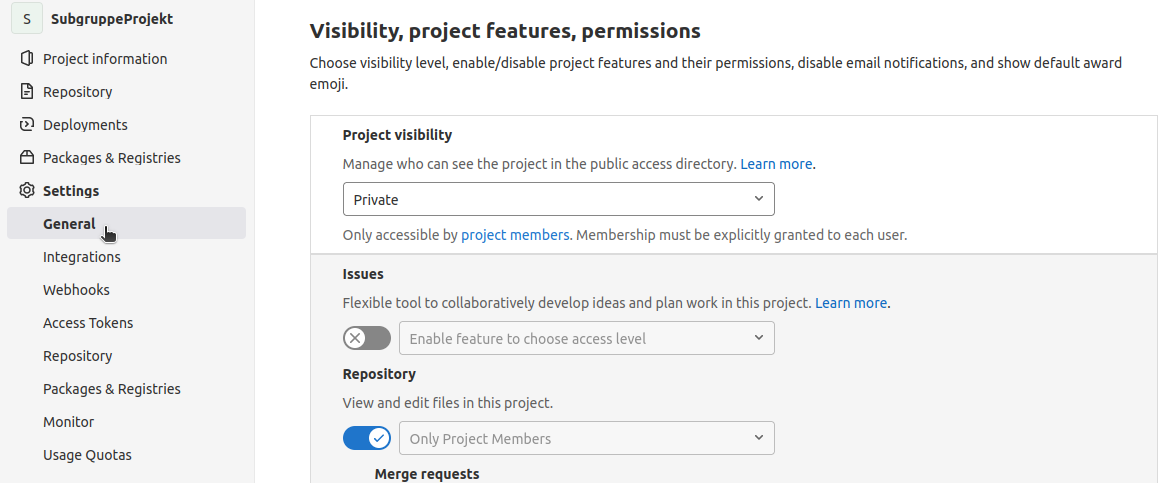 S SubgruppeProjekt
Project information
Repository
Deployments
Packages & Registries
Settings
General
Integrations
Webhooks
Access Tokens
Repository
Packages & Registries
Monitor
Usage Quotas
Visibility, project features, permissions
Choose visibility level, enable/disable project features and their permissions, disable email notifications, and show default award
emoji.
Project visibility
Manage who can see the project in the public access directory. Learn more.
Private
Only accessible by project members. Membership must be explicitly granted to each user.
Issues
Flexible tool to collaboratively develop ideas and plan work in this project. Learn more.
Enable feature to choose access level
Repository
View and edit files in this project.
Only Project Members
Merge requests